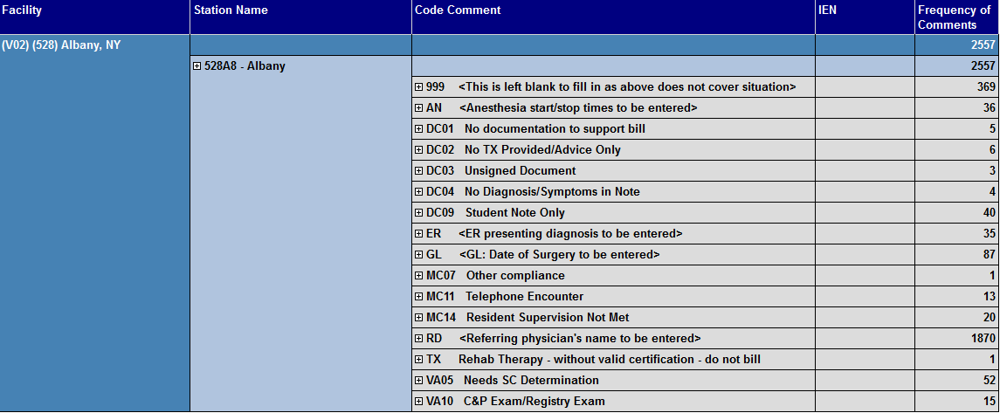 Facility Station Name Code Comment IEN Frequency of
Comments
(V02) (528) Albany, NY 2557
528A8 - Albany 2557
999 <This is left blank to fill in as above does not cover situation> 369
AN <Anesthesia start/stop times to be entered> 36
DC01 No documentation to support bill 5
DC02 No TX Provided/Advice Only 6
DC03 Unsigned Document 3
DC04 No Diagnosis/Symptoms in Note 4
DC09 Student Note Only 40
ER <ER presenting diagnosis to be entered> 35
GL <GL: Date of Surgery to be entered> 87
MC07 Other compliance 1
MC11 Telephone Encounter 13
MC14 Resident Supervision Not Met 20
RD <Referring physician's name to be entered> 1870
TX Rehab Therapy - without valid certification - do not bill 1
VA05 Needs SC Determination 52
VA10 C&P Exam/Registry Exam 15